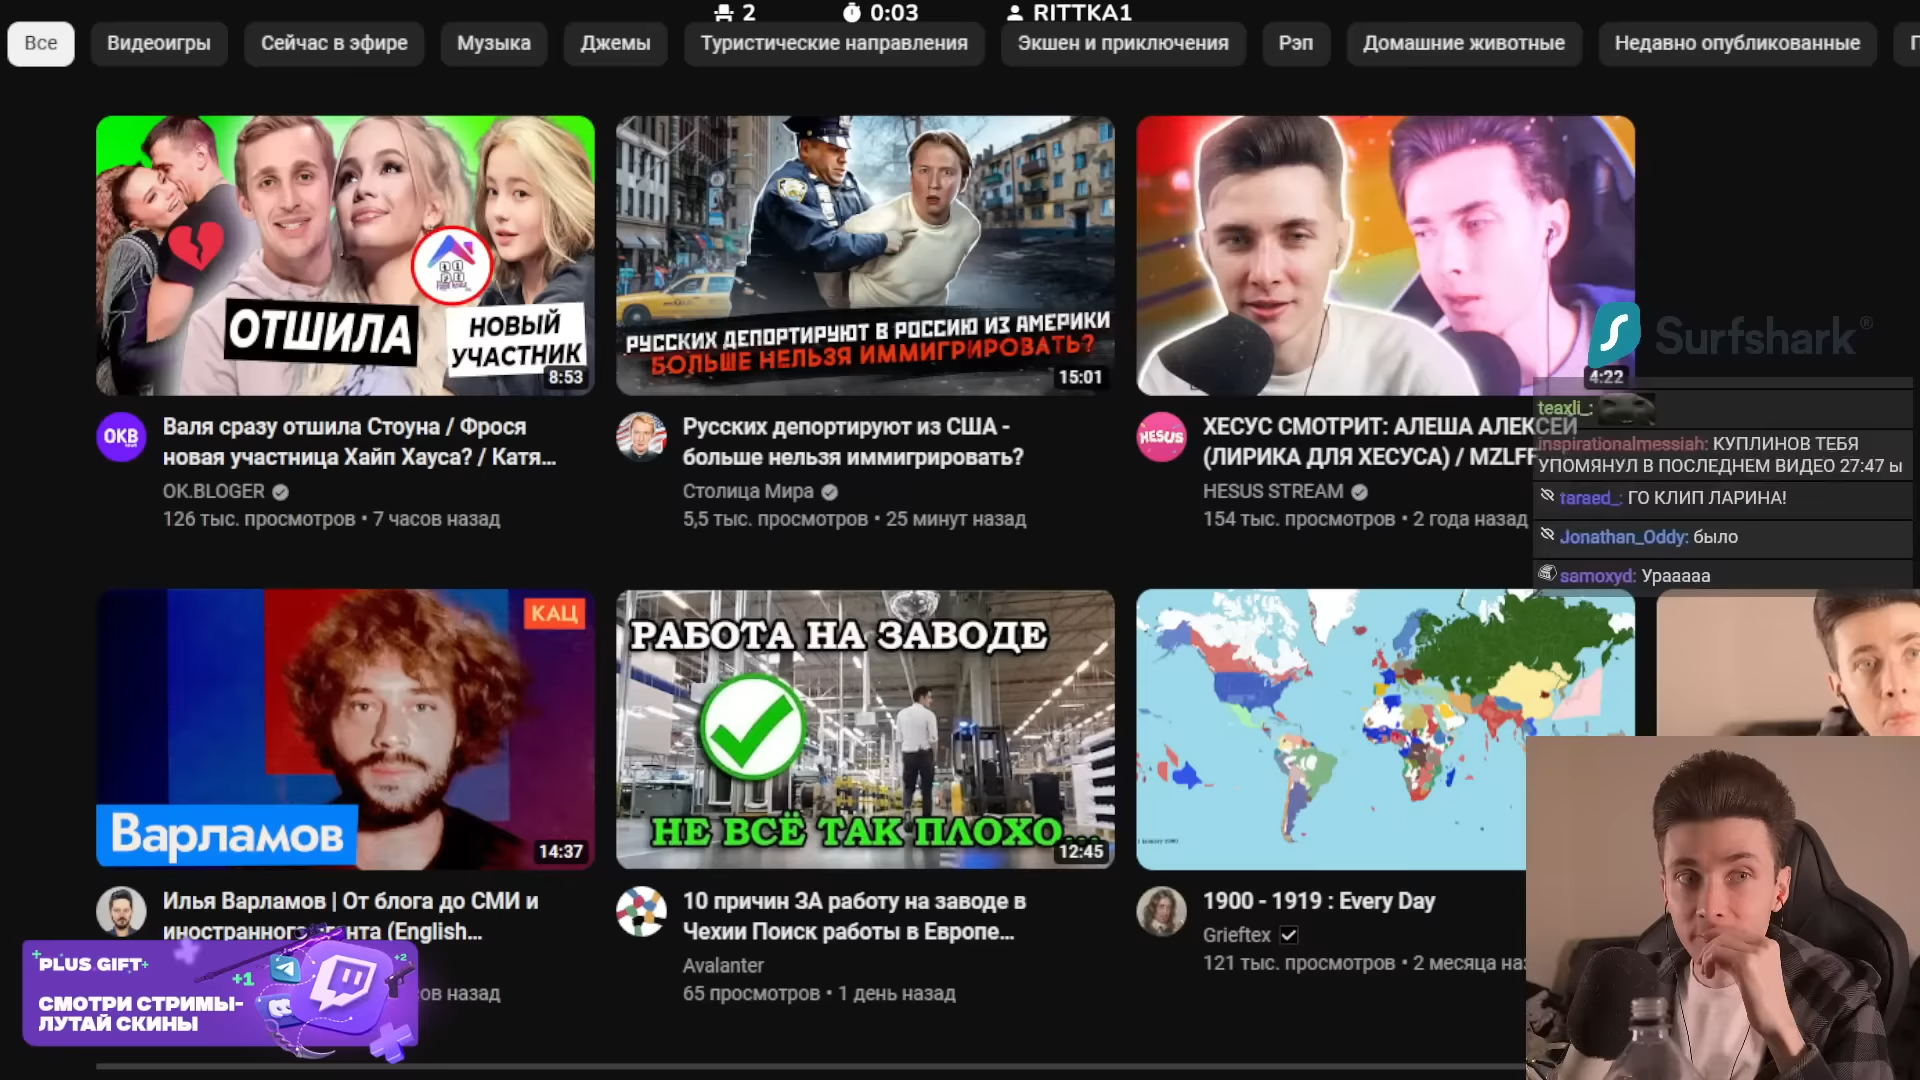 2
0:03
RITTKA1
Все
Видеоигры
Сейчас в эфире
Музыка
Джемы
Туристические направления
Экшен и приключения
Рэп
Домашние животные
Недавно опубликованные
ОТШИЛА
НОВЫЙ
УЧАСТНИК
8:53
РУССКИХ ДЕПОРТИРУЮТ В РОССИЮ ИЗ АМЕРИКИ
БОЛЬШЕ НЕЛЬЗЯ ИММИГРИРОВАТЬ?
15:01
4:22
Surfshark®
ОКВ
Валя сразу отшила Стоуна / Фрося
новая участница Хайп Хауса? / Катя...
OK.BLOGER
126 тыс. просмотров • 7 часов назад
Русских депортируют из США -
больше нельзя иммигрировать?
Столица Мира
5,5 тыс. просмотров • 25 минут назад
HESUS
ХЕСУС СМОТРИТ: АЛЕША АЛЕКСЕЙ
(ЛИРИКА ДЛЯ ХЕСУСА) / MZLFF
HESUS STREAM
154 тыс. просмотров • 2 года назад
teaxli_:
inspirationalmessiah: КУПЛИНОВ ТЕБЯ
УПОМЯНУЛ В ПОСЛЕДНЕМ ВИДЕО 27:47 ы
taraed_: ГО КЛИП ЛАРИНА!
Jonathan_Oddy: было
samoxyd: Урааааа
КАЦ
Варламов
14:37
РАБОТА НА ЗАВОДЕ
НЕ ВСЁ ТАК ПЛОХО...
12:45
Илья Варламов | От блога до СМИ и
(English...
назад
10 причин ЗА работу на заводе в
Чехии Поиск работы в Европе...
Avalanter
65 просмотров • 1 день назад
1900 - 1919 : Every Day
Grieftex
121 тыс. просмотров • 2 месяца
PLUS GIFT
+1
+2
СМОТРИ СТРИМЫ-
ЛУТАЙ СКИНЫ